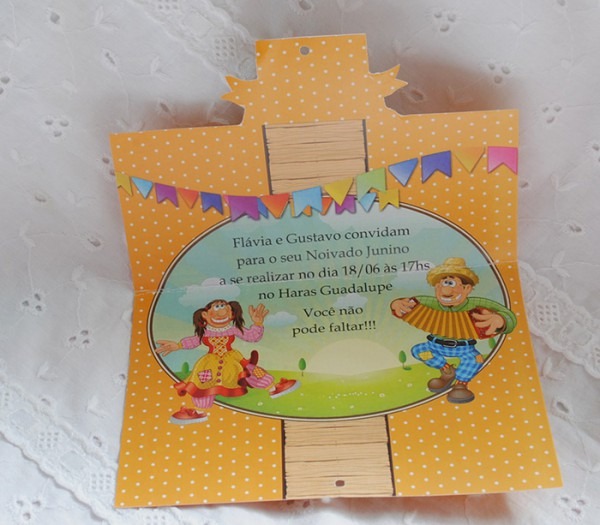 Flávia e Gustavo convidam
para o seu Noivado Junino
a se realizar no dia 18/06 às 17hs
no Haras Guadalupe
Você não
pode faltar!!!